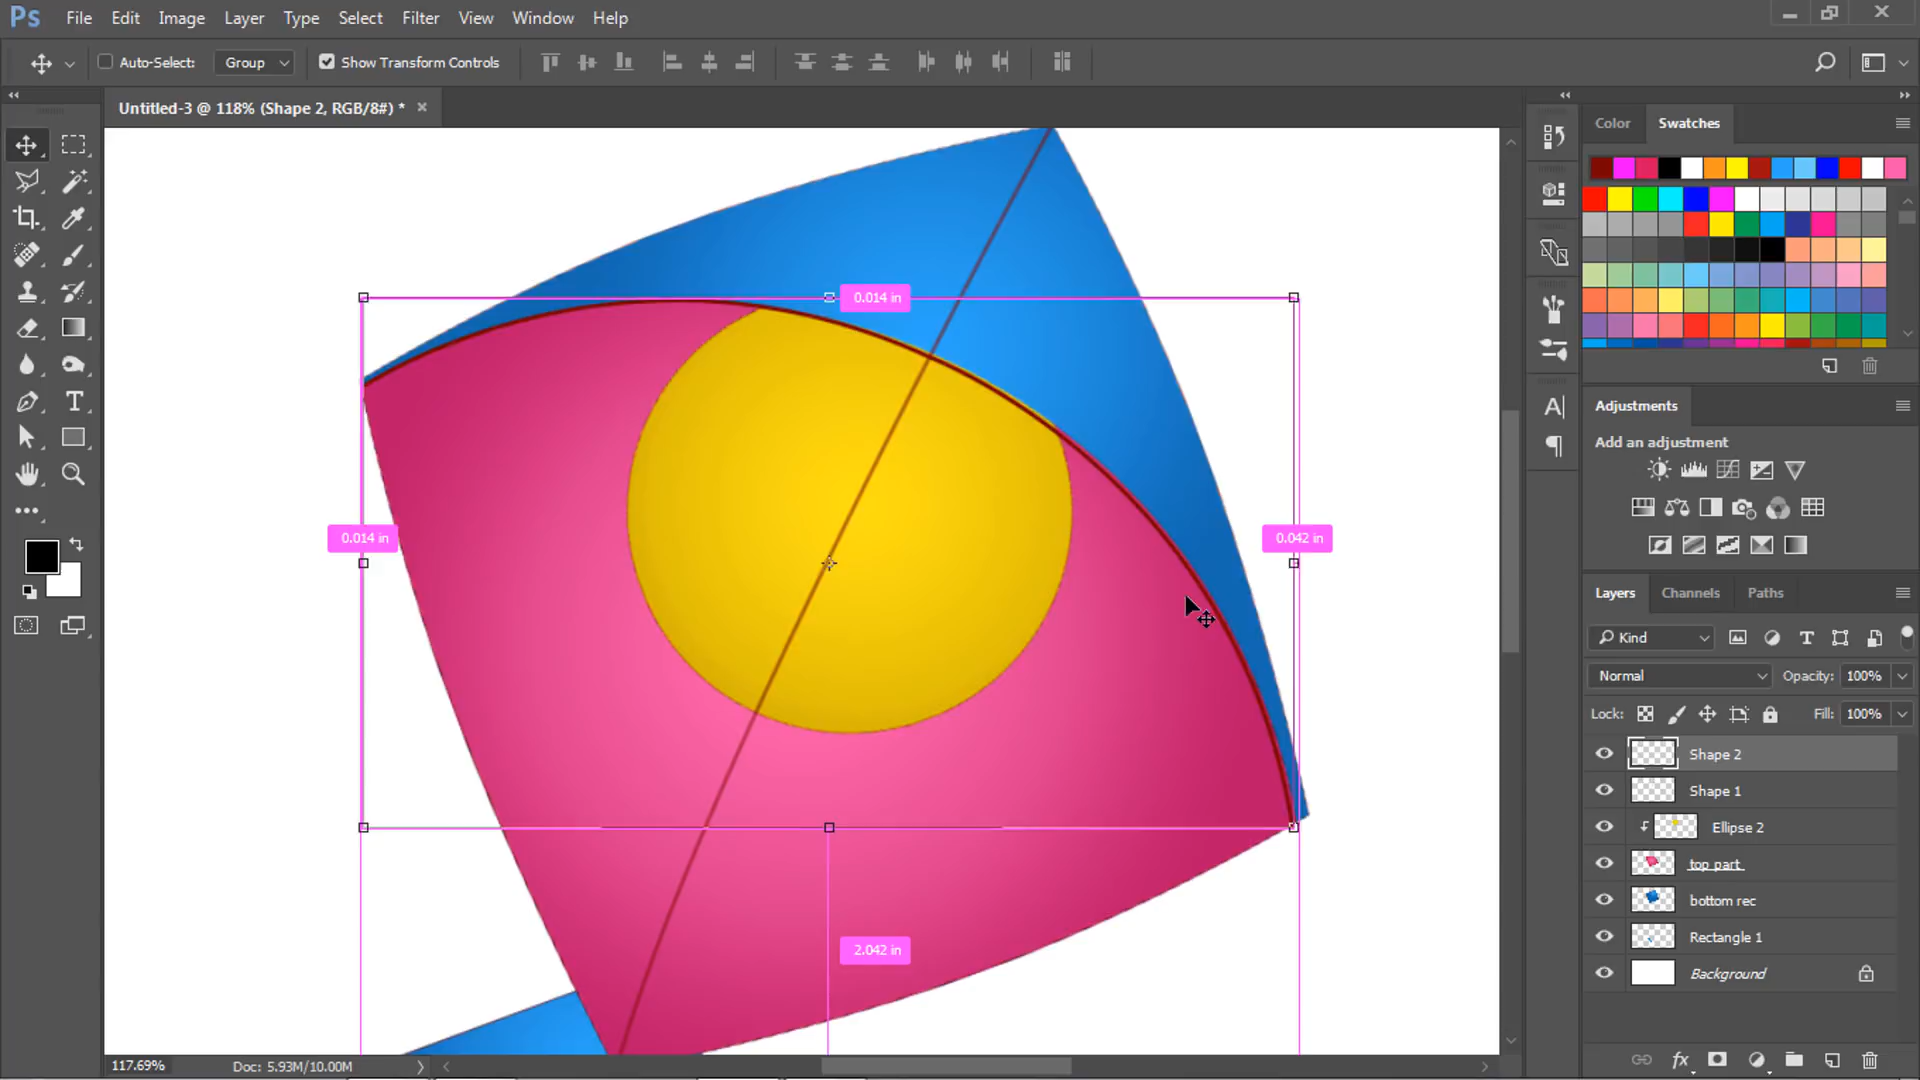 Ps File Edit Image Layer Type Select Filter View Window Help
Auto-Select: Group Show Transform Controls
Untitled-3 @ 118% (Shape 2, RGB/8#) * ×
Color Swatches
0.014 in
0.014 in
0.042 in
2.042 in
Adjustments
Add an adjustment
Layers Channels Paths
Kind
Normal Opacity: 100%
Lock: Fill: 100%
Shape 2
Shape 1
Ellipse 2
top part
bottom rec
Rectangle 1
Background
117.69% Doc: 5.93M/10.00M